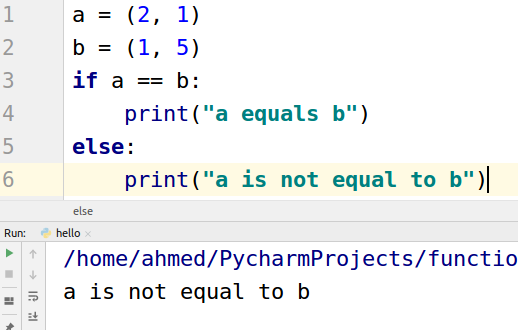 1 a = (2, 1)
2 b = (1, 5)
3 if a == b:
4     print("a equals b")
5 else:
6     print("a is not equal to b")
else
Run: hello
/home/ahmed/PycharmProjects/functio
a is not equal to b